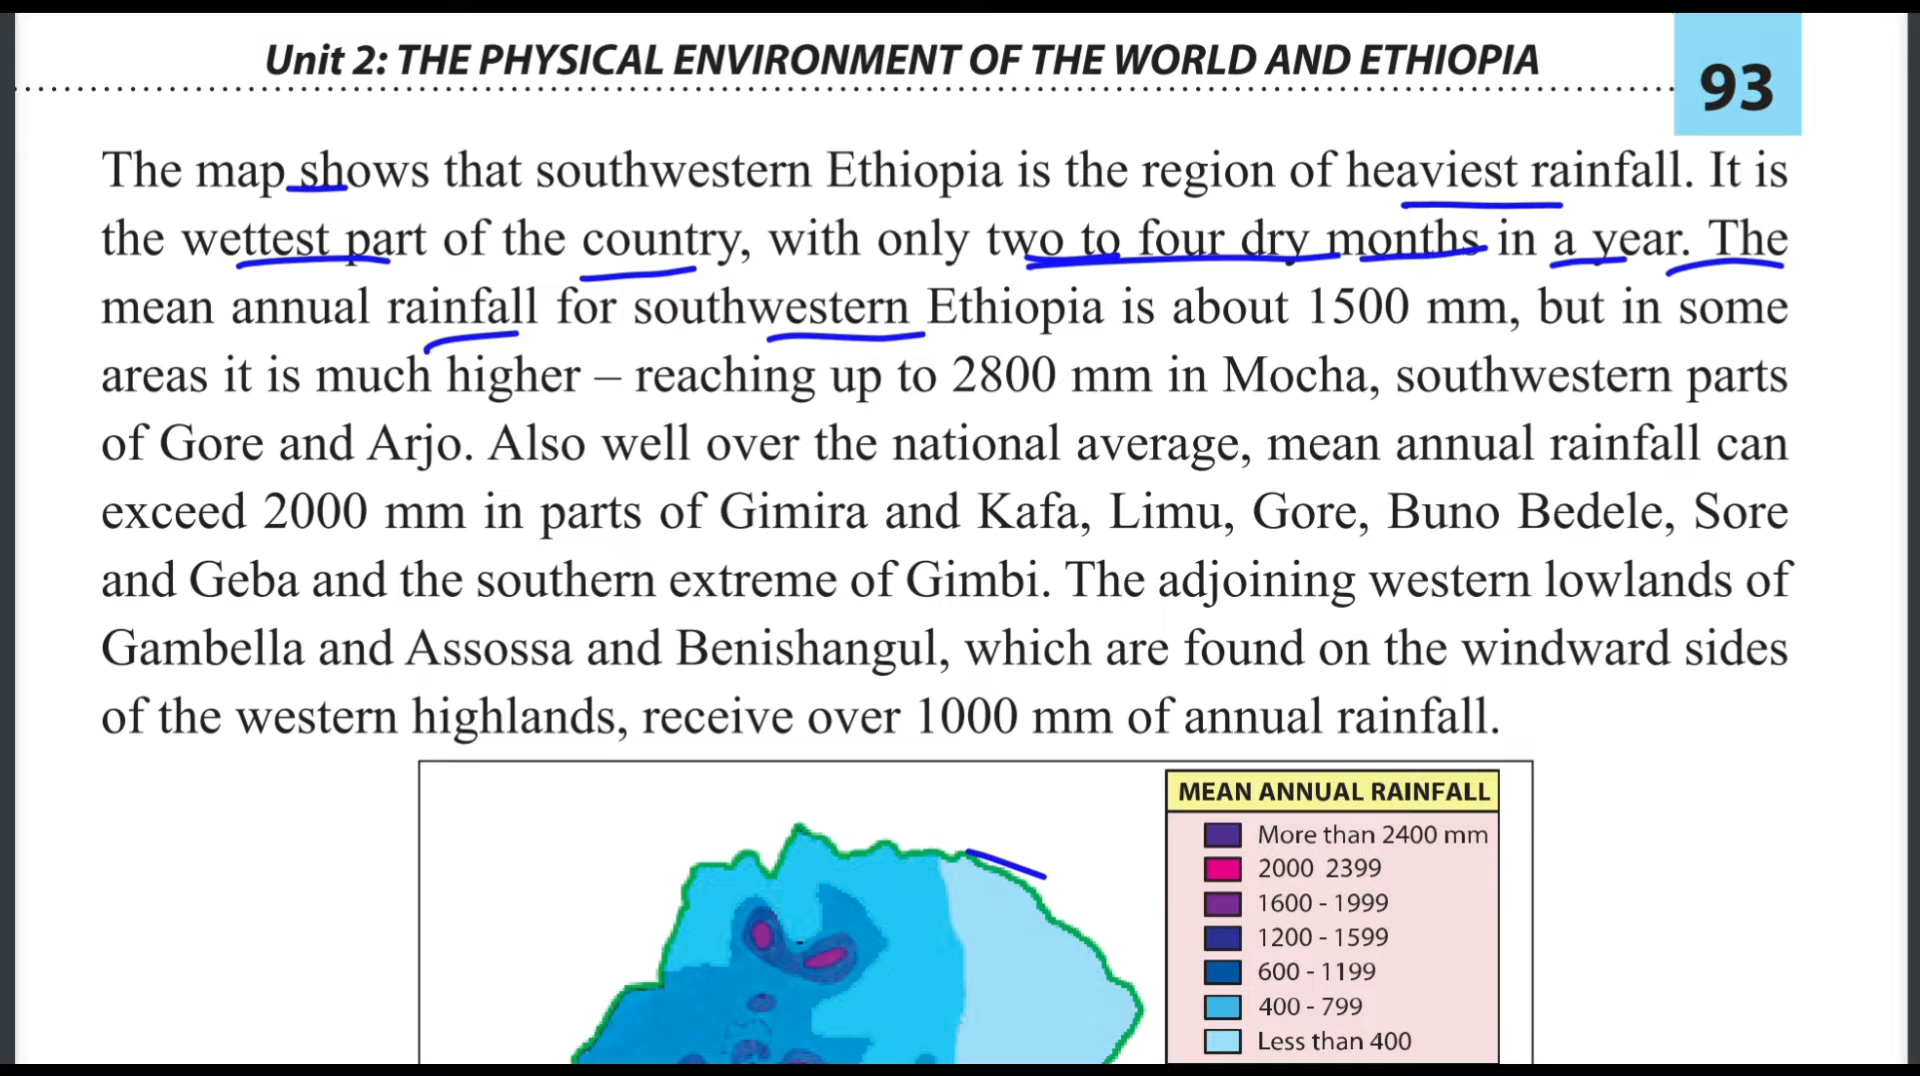 Unit 2: THE PHYSICAL ENVIRONMENT OF THE WORLD AND ETHIOPIA
93
The map shows that southwestern Ethiopia is the region of heaviest rainfall. It is
the wettest part of the country, with only two to four dry months in a year. The
mean annual rainfall for southwestern Ethiopia is about 1500 mm, but in some
areas it is much higher – reaching up to 2800 mm in Mocha, southwestern parts
of Gore and Arjo. Also well over the national average, mean annual rainfall can
exceed 2000 mm in parts of Gimira and Kafa, Limu, Gore, Buno Bedele, Sore
and Geba and the southern extreme of Gimbi. The adjoining western lowlands of
Gambella and Assossa and Benishangul, which are found on the windward sides
of the western highlands, receive over 1000 mm of annual rainfall.
MEAN ANNUAL RAINFALL
More than 2400 mm
2000 2399
1600 - 1999
1200 - 1599
600 - 1199
400 - 799
Less than 400